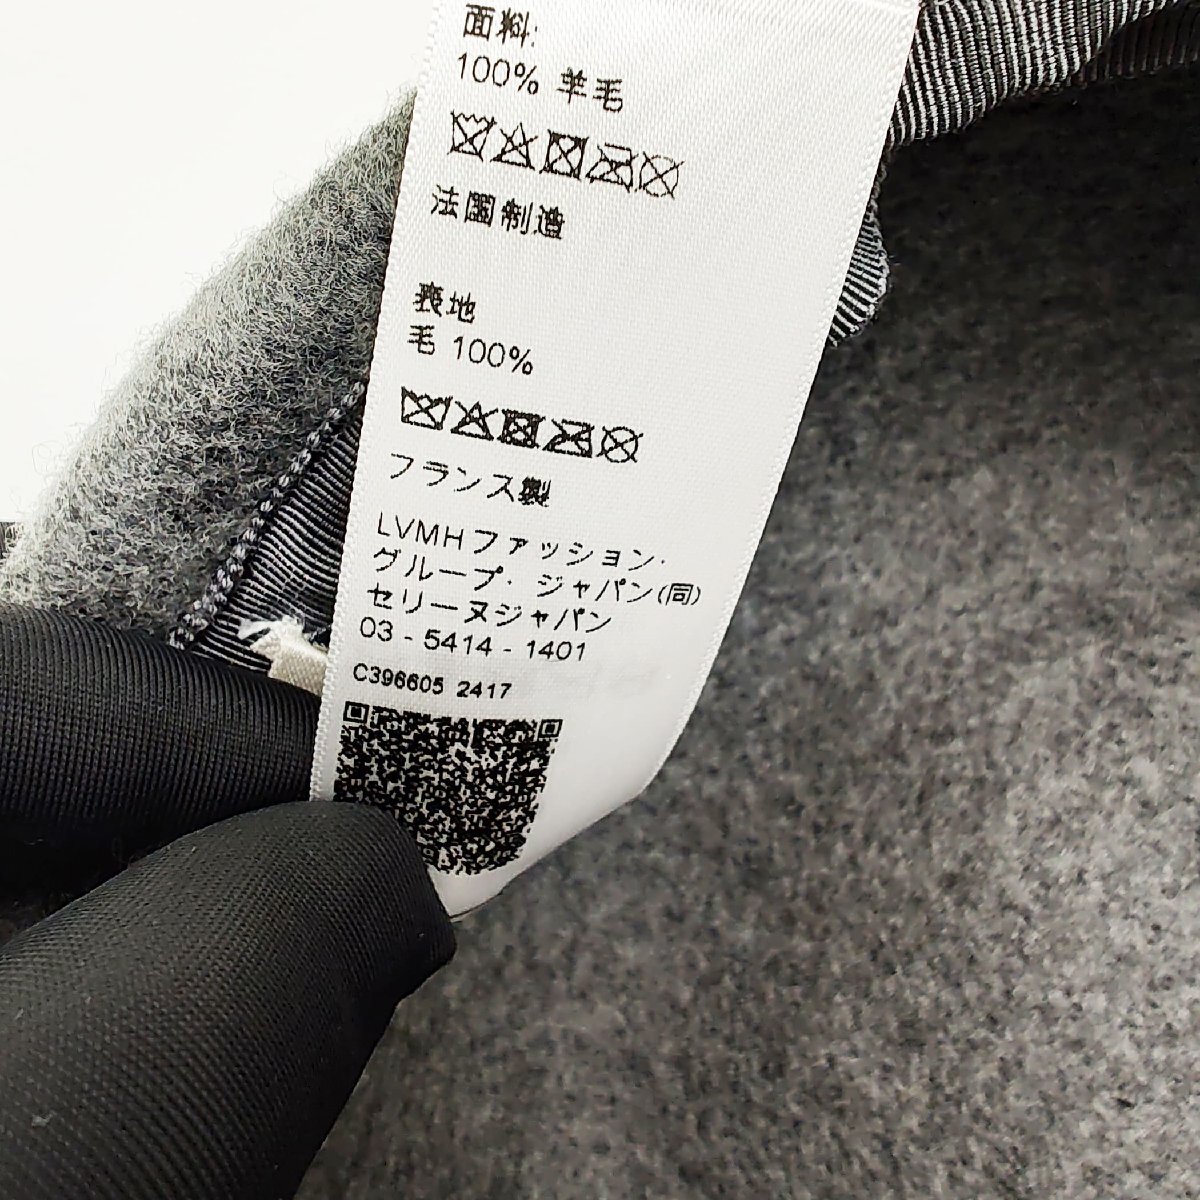 面料:
100% 羊毛
法国制造
表地
毛 100%
フランス製
LVMHファッション・
グループ・ジャパン(同)
セリーヌジャパン
03 - 5414 - 1401
C396605 2417